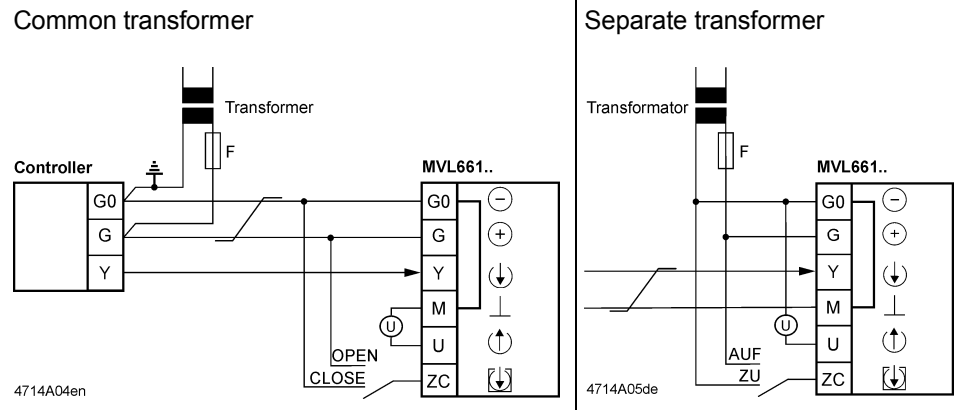 Common transformer
Transformer
F
Controller
MVL661..
G0
G
Y
G0
G
Y
M
U
ZC
U
OPEN
CLOSE
4714A04en
Separate transformer
Transformator
F
MVL661..
G0
G
Y
M
U
ZC
U
AUF
ZU
4714A05de